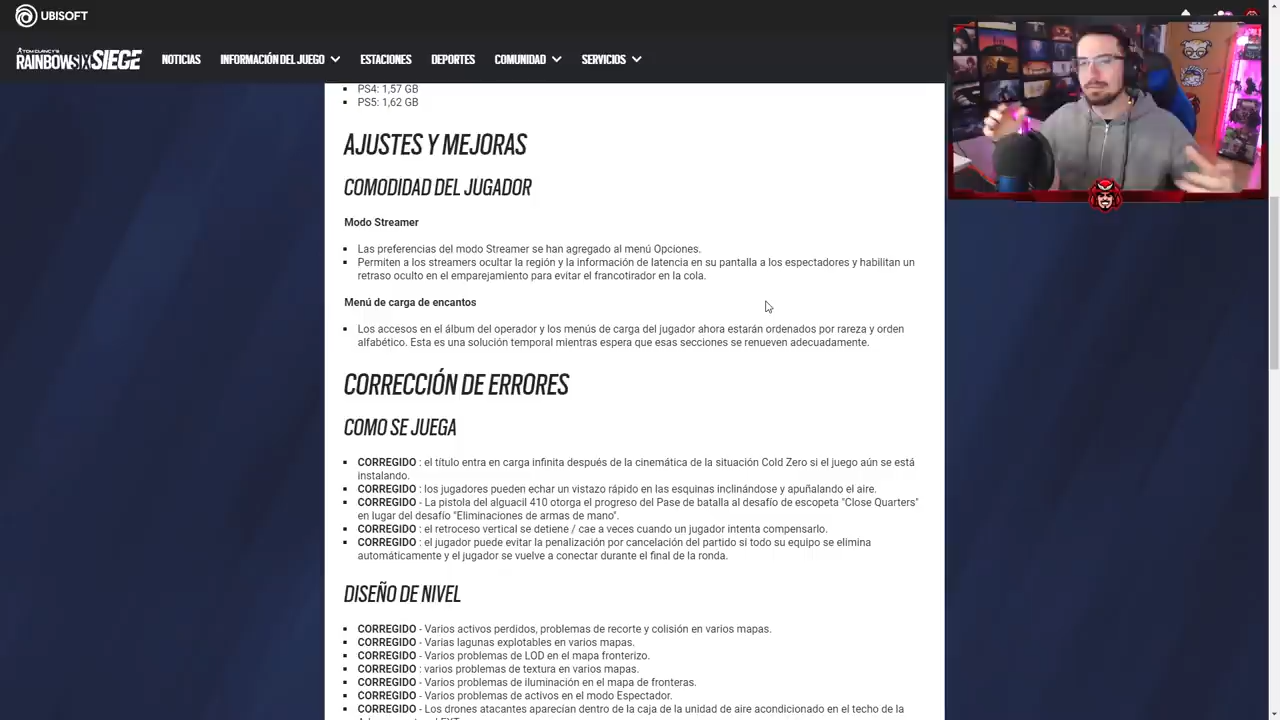 UBISOFT
TOM CLANCY'S
RAINBOWSIX SIEGE
NOTICIAS
INFORMACIÓN DEL JUEGO
ESTACIONES
DEPORTES
COMUNIDAD
SERVICIOS
PS4: 1,57 GB
PS5: 1,62 GB
AJUSTES Y MEJORAS
COMODIDAD DEL JUGADOR
Modo Streamer
Las preferencias del modo Streamer se han agregado al menú Opciones.
Permiten a los streamers ocultar la región y la información de latencia en su pantalla a los espectadores y habilitan un
retraso oculto en el emparejamiento para evitar el francotirador en la cola.
Menú de carga de encantos
Los accesos en el álbum del operador y los menús de carga del jugador ahora estarán ordenados por rareza y orden
alfabético. Esta es una solución temporal mientras espera que esas secciones se renueven adecuadamente.
CORRECCIÓN DE ERRORES
COMO SE JUEGA
CORREGIDO : el título entra en carga infinita después de la cinemática de la situación Cold Zero si el juego aún se está
instalando.
CORREGIDO : los jugadores pueden echar un vistazo rápido en las esquinas inclinándose y apuñalando el aire.
CORREGIDO - La pistola del alguacil 410 otorga el progreso del Pase de batalla al desafío de escopeta "Close Quarters"
en lugar del desafío "Eliminaciones de armas de mano".
CORREGIDO : el retroceso vertical se detiene / cae a veces cuando un jugador intenta compensarlo.
CORREGIDO : el jugador puede evitar la penalización por cancelación del partido si todo su equipo se elimina
automáticamente y el jugador se vuelve a conectar durante el final de la ronda.
DISEÑO DE NIVEL
CORREGIDO - Varios activos perdidos, problemas de recorte y colisión en varios mapas.
CORREGIDO - Varias lagunas explotables en varios mapas.
CORREGIDO - Varios problemas de LOD en el mapa fronterizo.
CORREGIDO : varios problemas de textura en varios mapas.
CORREGIDO - Varios problemas de iluminación en el mapa de fronteras.
CORREGIDO - Varios problemas de activos en el modo Espectador.
CORREGIDO - Los drones atacantes aparecían dentro de la caja de la unidad de aire acondicionado en el techo de la